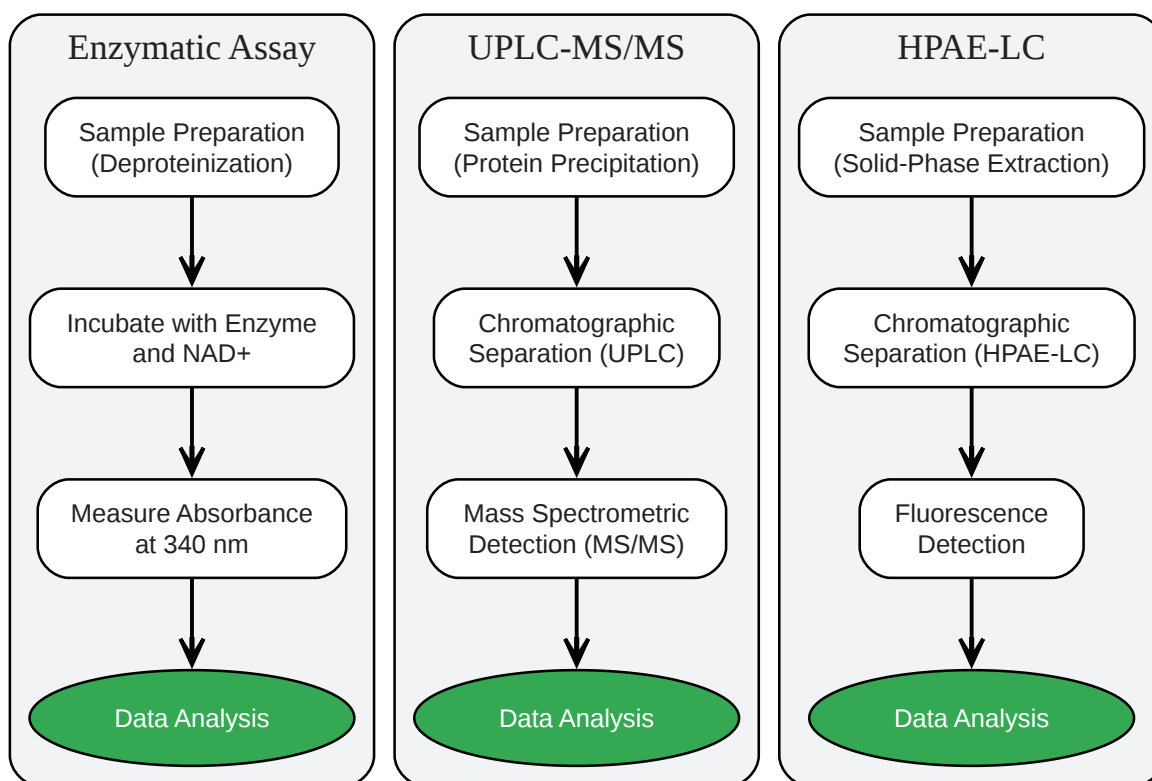 Enzymatic Assay
Sample Preparation
(Deproteinization)
Incubate with Enzyme
and NAD+
Measure Absorbance
at 340 nm
Data Analysis
UPLC-MS/MS
Sample Preparation
(Protein Precipitation)
Chromatographic
Separation (UPLC)
Mass Spectrometric
Detection (MS/MS)
Data Analysis
HPAE-LC
Sample Preparation
(Solid-Phase Extraction)
Chromatographic
Separation (HPAE-LC)
Fluorescence
Detection
Data Analysis